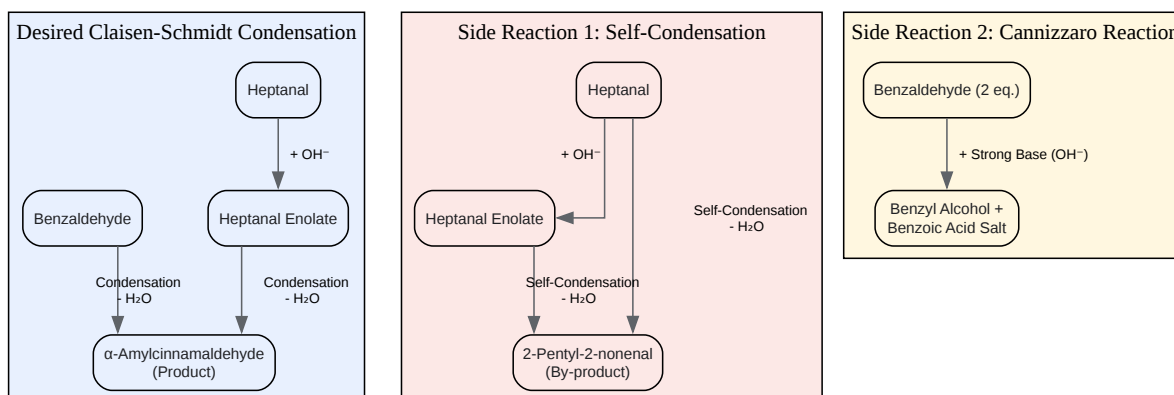 Desired Claisen-Schmidt Condensation
Heptanal
+ OH⁻
Benzaldehyde
Heptanal Enolate
Condensation
- H₂O
Condensation
- H₂O
α-Amylcinnamaldehyde
(Product)
Side Reaction 1: Self-Condensation
Heptanal
+ OH⁻
Heptanal Enolate
Self-Condensation
- H₂O
Self-Condensation
- H₂O
2-Pentyl-2-nonenal
(By-product)
Side Reaction 2: Cannizzaro Reaction
Benzaldehyde (2 eq.)
+ Strong Base (OH⁻)
Benzyl Alcohol +
Benzoic Acid Salt